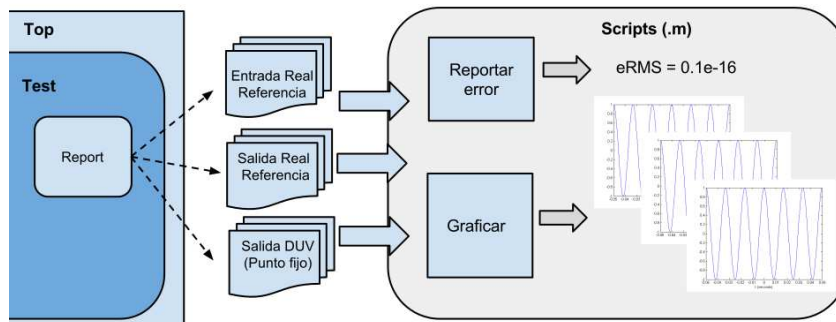 Top
Test
Report
Entrada Real
Referencia
Salida Real
Referencia
Salida DUV
(Punto fijo)
Scripts (.m)
Reportar
error
eRMS = 0.1e-16
Graficar